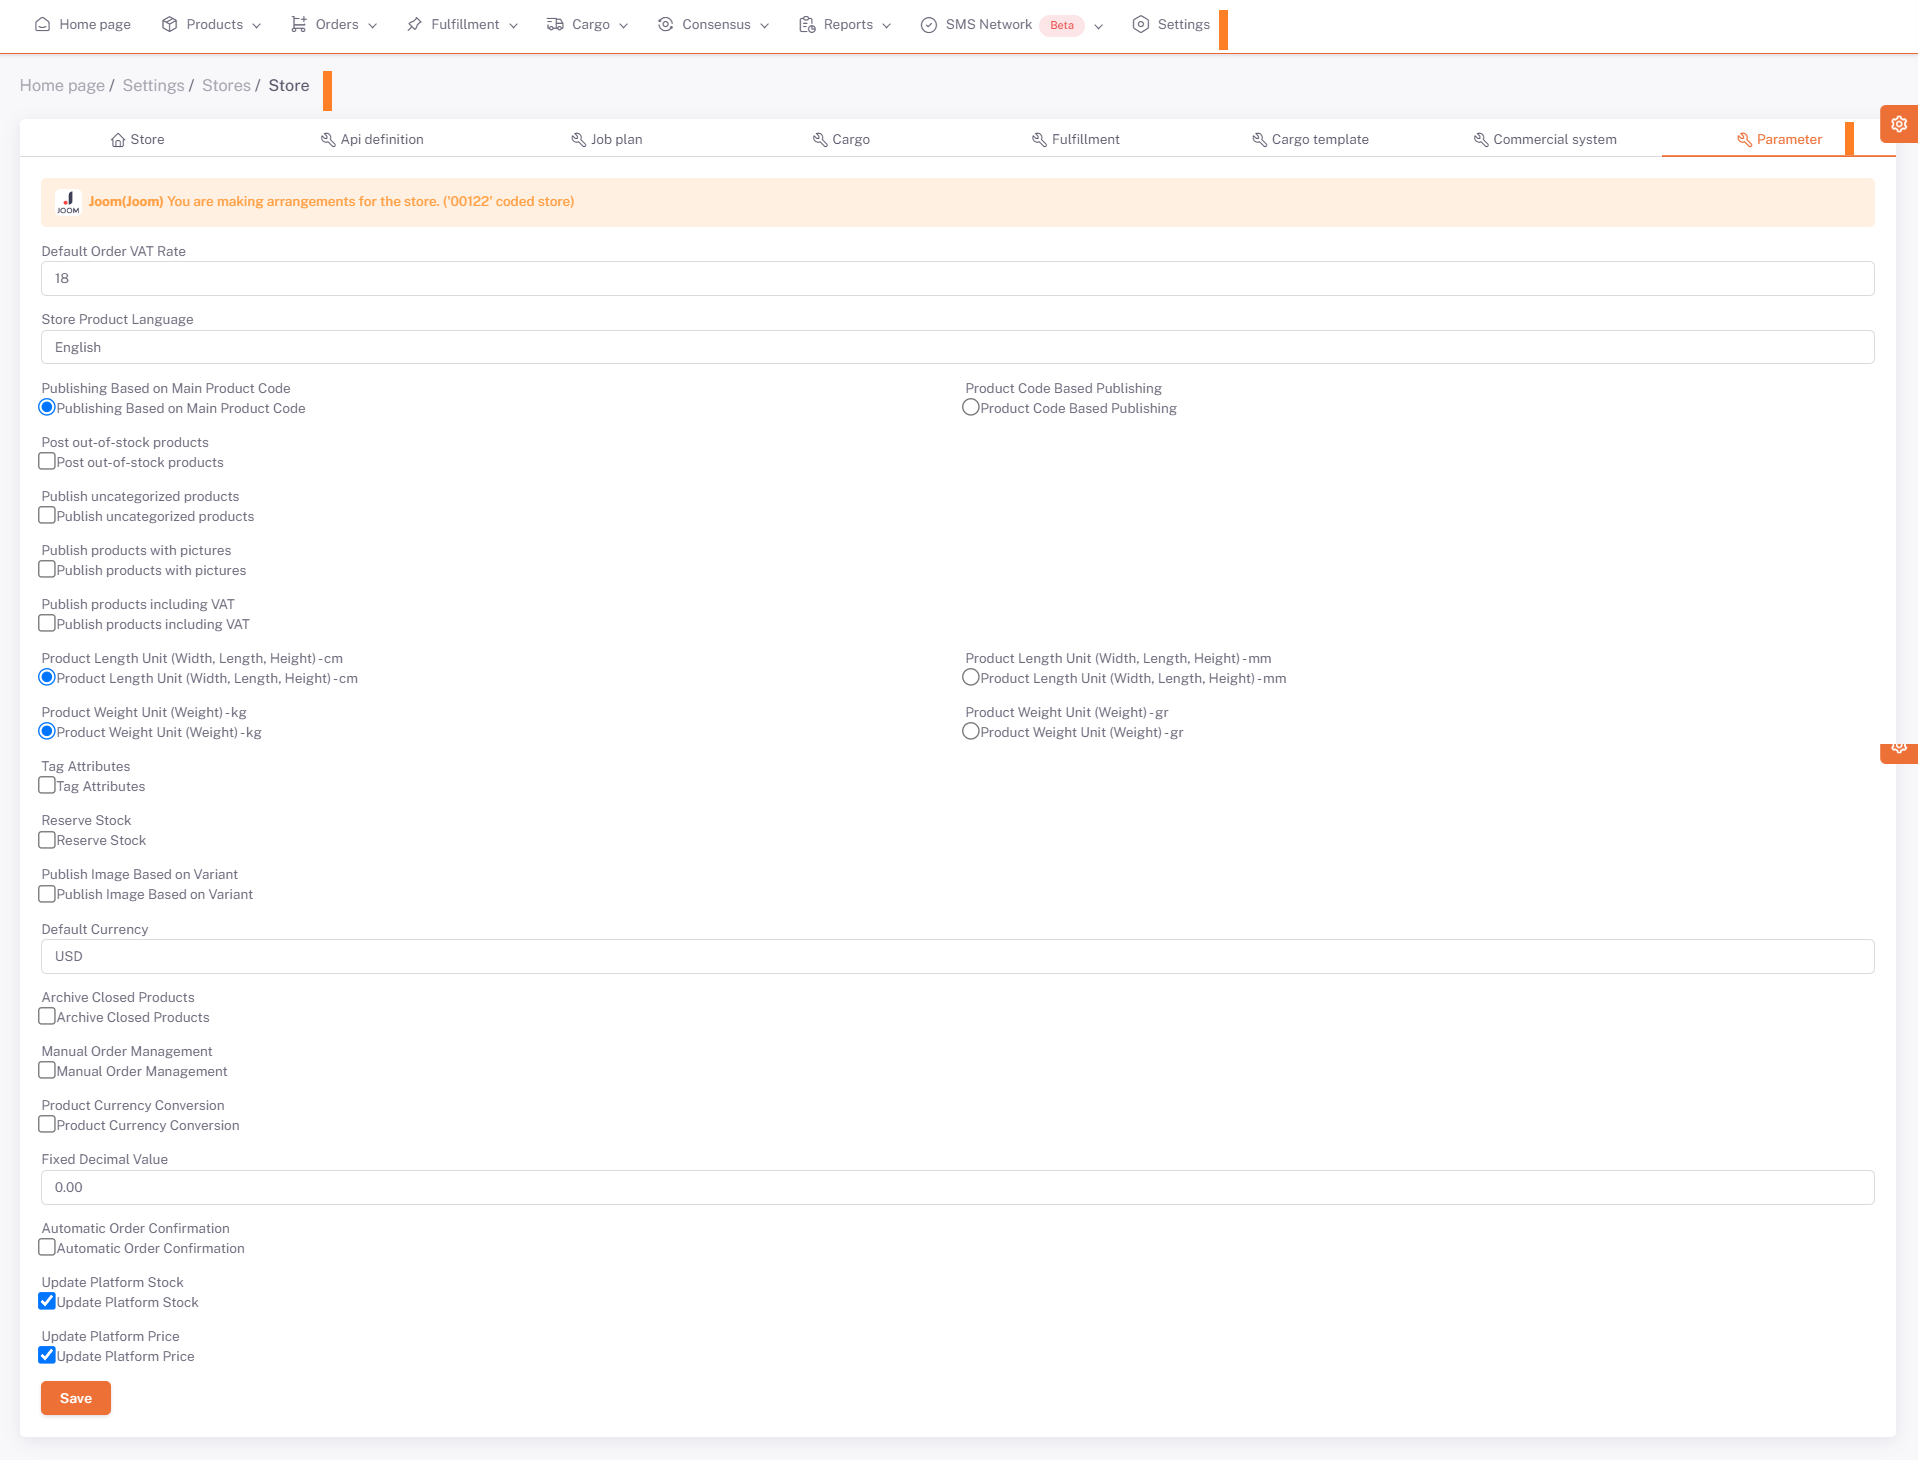 Home page Products Orders Fulfillment Cargo Consensus Reports SMS Network Beta Settings
Home page / Settings / Stores / Store
Store Api definition Job plan Cargo Fulfillment Cargo template Commercial system Parameter
JOOM Joom(Joom) You are making arrangements for the store. ('00122' coded store)
Default Order VAT Rate
18
Store Product Language
English
Publishing Based on Main Product Code Product Code Based Publishing
Publishing Based on Main Product Code Product Code Based Publishing
Post out-of-stock products
Post out-of-stock products
Publish uncategorized products
Publish uncategorized products
Publish products with pictures
Publish products with pictures
Publish products including VAT
Publish products including VAT
Product Length Unit (Width, Length, Height) - cm Product Length Unit (Width, Length, Height) - mm
Product Length Unit (Width, Length, Height) - cm Product Length Unit (Width, Length, Height) - mm
Product Weight Unit (Weight) - kg Product Weight Unit (Weight) - gr
Product Weight Unit (Weight) - kg Product Weight Unit (Weight) - gr
Tag Attributes
Tag Attributes
Reserve Stock
Reserve Stock
Publish Image Based on Variant
Publish Image Based on Variant
Default Currency
USD
Archive Closed Products
Archive Closed Products
Manual Order Management
Manual Order Management
Product Currency Conversion
Product Currency Conversion
Fixed Decimal Value
0.00
Automatic Order Confirmation
Automatic Order Confirmation
Update Platform Stock
Update Platform Stock
Update Platform Price
Update Platform Price
Save